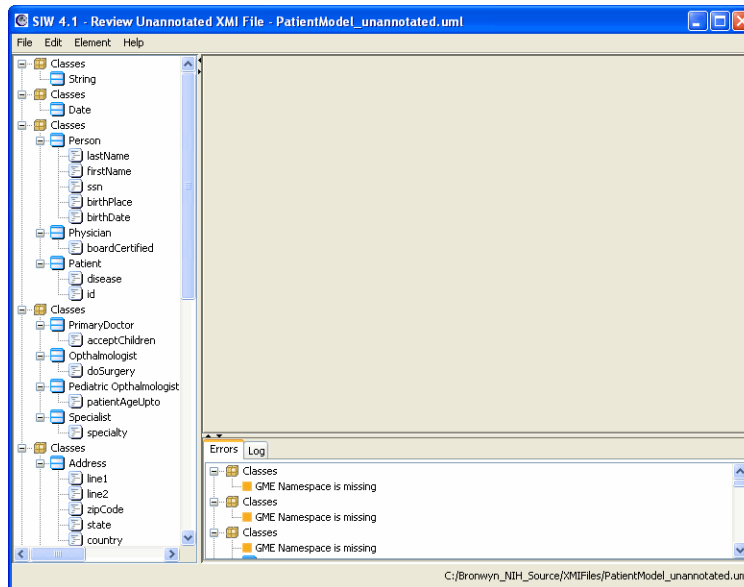 SIW 4.1 - Review Unannotated XMI File - PatientModel_unannotated.uml
File Edit Element Help
Classes
String
Classes
Date
Classes
Person
lastName
firstName
ssn
birthPlace
birthDate
Physician
boardCertified
Patient
disease
id
Classes
PrimaryDoctor
acceptChildren
Opthalmologist
doSurgery
Pediatric Opthalmologist
patientAgeUpto
Specialist
specialty
Classes
Address
line1
line2
zipCode
state
country
Errors Log
Classes
GME Namespace is missing
Classes
GME Namespace is missing
Classes
GME Namespace is missing
C:/Bronwyn_NIH_Source/XMIFiles/PatientModel_unannotated.uml